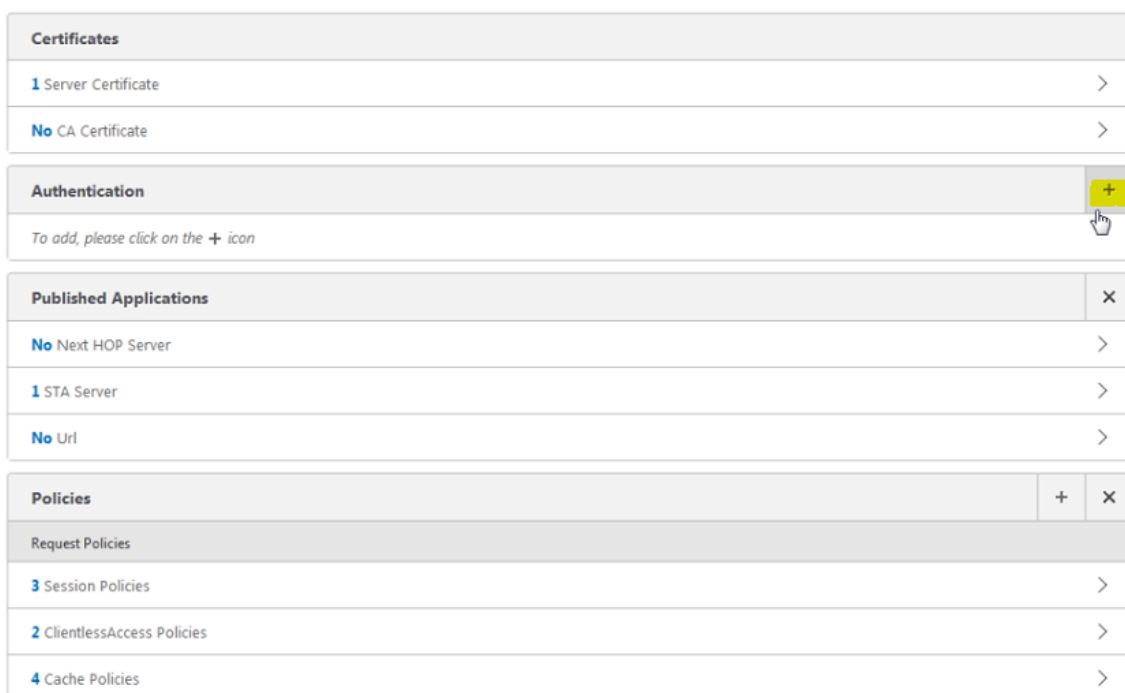 Certificates
1 Server Certificate
No CA Certificate
Authentication
To add, please click on the + icon
Published Applications
No Next HOP Server
1 STA Server
No Url
Policies
Request Policies
3 Session Policies
2 ClientlessAccess Policies
4 Cache Policies